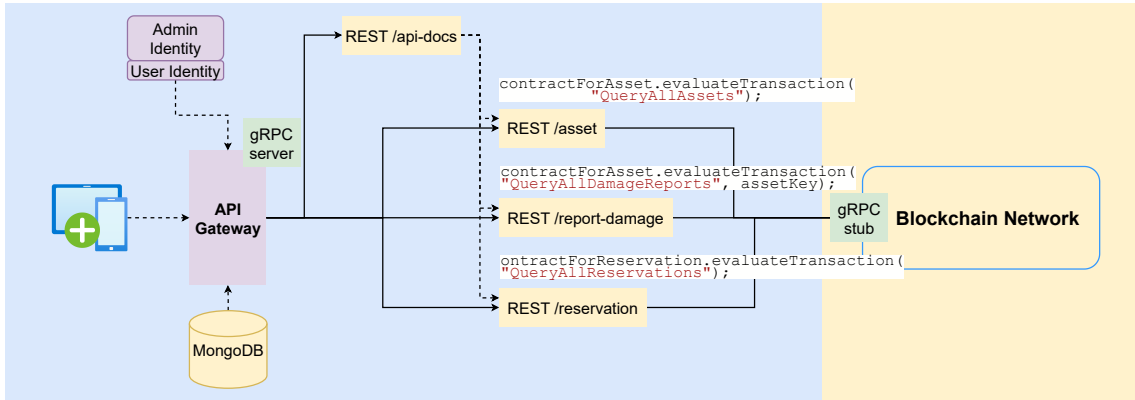 Admin
Identity
User Identity
REST /api-docs
contractForAsset.evaluateTransaction(
"QueryAllAssets");
gRPC
server
REST /asset
contractForAsset.evaluateTransaction(
"QueryAllDamageReports", assetKey);
API
Gateway
REST /report-damage
gRPC
stub
Blockchain Network
ontractForReservation.evaluateTransaction(
"QueryAllReservations");
REST /reservation
MongoDB